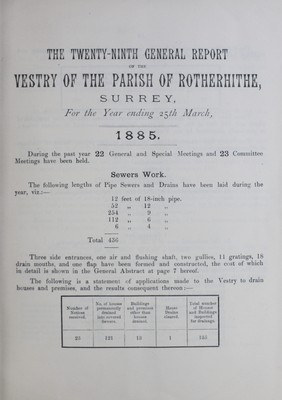 THE TWENTY-NINTH GENERAL REPORT
OF THE
VESTRY OF THE PARISH OF ROTHERHITHE,
SURREY,
For the Year ending 25th March,
1885.
During the past year 22 General and Special Meetings and 23 Committee
Meetings have been held.
Sewers Work.
The following lengths of Pipe Sewers and Drains have been laid during the
year, viz.:—
12 feet of 18-inch pipe.
52 „ 12 „
254 „ 9 „
112 „ 6 „
6 „ 4 „
Total 436
Three side entrances, one air and flushing shaft, two gullies, 11 gratings, 18
drain mouths, and one flap have been formed and constructed, the cost of which
in detail is shown in the General Abstract at page 7 hereof.
The following is a statement of applications made to the Vestry to drain
houses and premises, and the results consequent thereon:—
Number of Notices received.
No. of houses permanently drained into covered Sewers.
Buildings and premises other than houses drained.
House Drains cleared.
Total number of Houses and Buildings inspected for drainage.
23 121 13 1